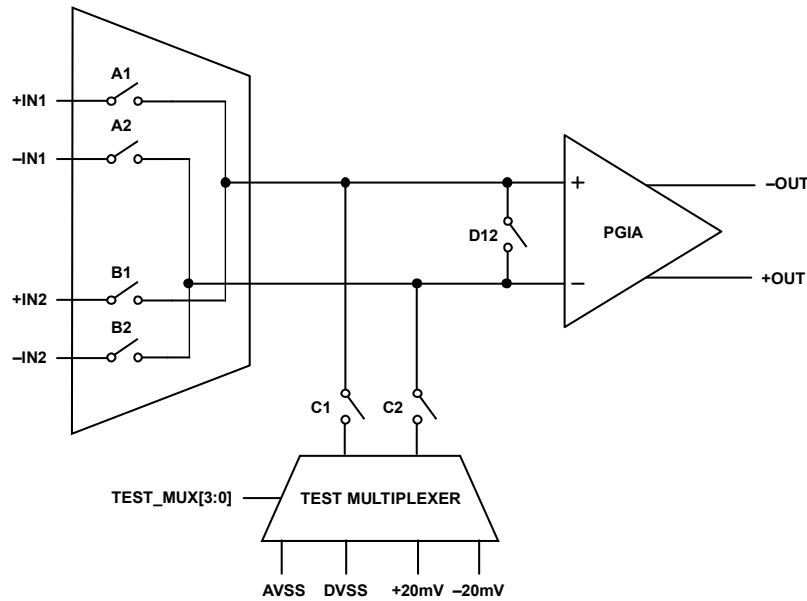 A1
+IN1
A2
–IN1
+
–OUT
D12
PGIA
B1
–
+OUT
+IN2
B2
–IN2
C1 C2
TEST_MUX[3:0] TEST MULTIPLEXER
AVSS DVSS +20mV –20mV